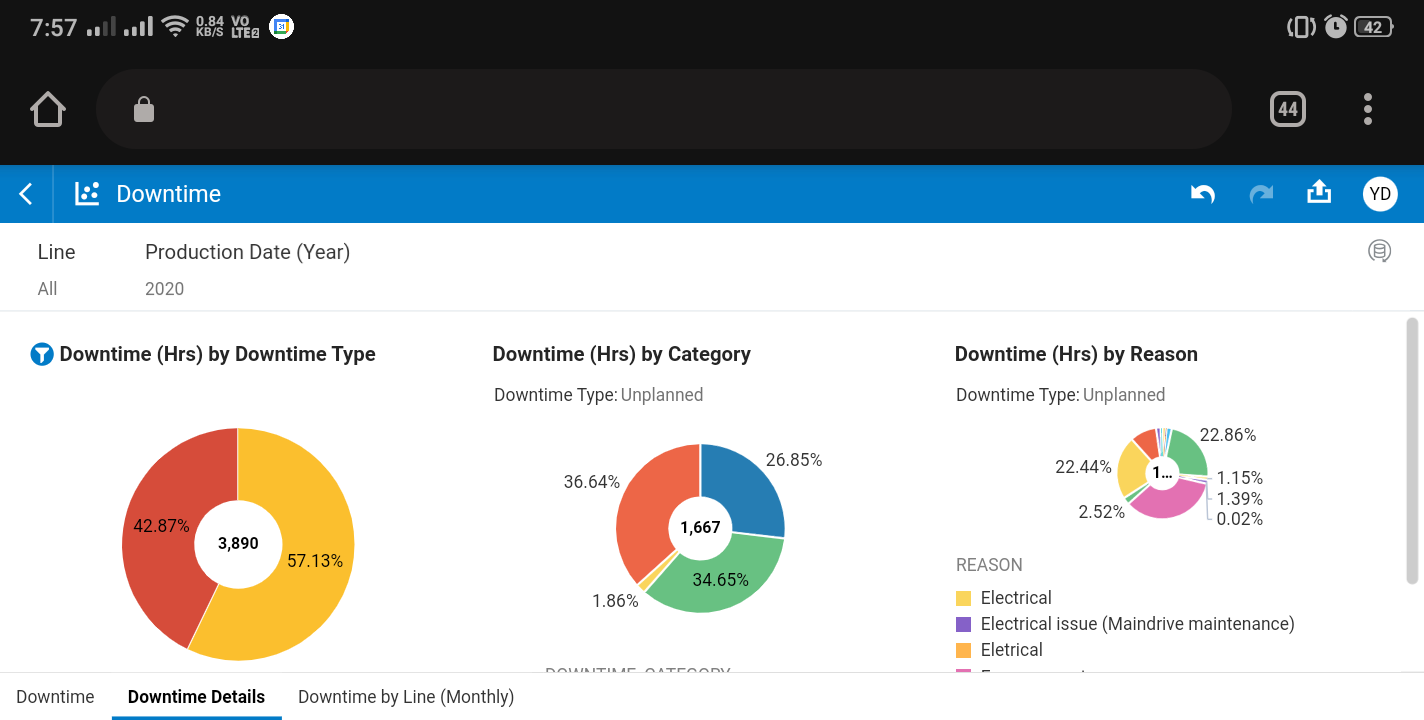 7:57 0.84 KB/S VO LTE2 31 42
44
Downtime YD
Line Production Date (Year)
All 2020
Downtime (Hrs) by Downtime Type
42.87%
3,890
57.13%
Downtime (Hrs) by Category
Downtime Type: Unplanned
26.85%
36.64%
1,667
34.65%
1.86%
DOWNTIME CATEGORY
Downtime (Hrs) by Reason
Downtime Type: Unplanned
22.86%
22.44%
1...
1.15%
1.39%
2.52%
0.02%
REASON
Electrical
Electrical issue (Maindrive maintenance)
Eletrical
Downtime Downtime Details Downtime by Line (Monthly)